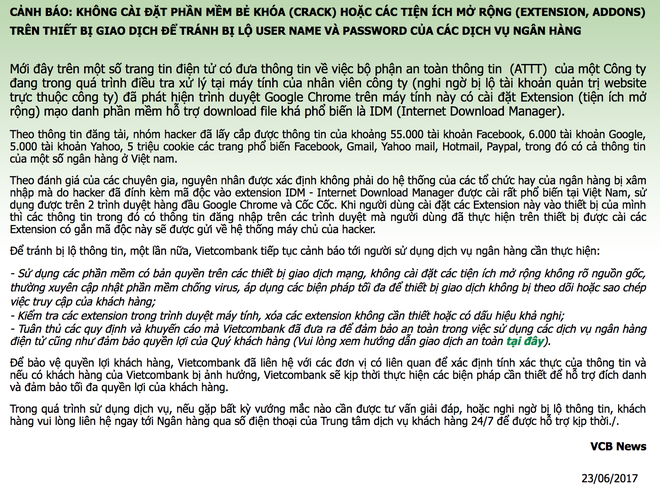 CẢNH BÁO: KHÔNG CÀI ĐẶT PHẦN MỀM BẺ KHÓA (CRACK) HOẶC CÁC TIỆN ÍCH MỞ RỘNG (EXTENSION, ADDONS)
TRÊN THIẾT BỊ GIAO DỊCH ĐỂ TRÁNH BỊ LỘ USER NAME VÀ PASSWORD CỦA CÁC DỊCH VỤ NGÂN HÀNG
Mới đây trên một số trang tin điện tử có đưa thông tin về việc bộ phận an toàn thông tin (ATTT) của một Công ty
đang trong quá trình điều tra xử lý tại máy tính của nhân viên công ty (nghi ngờ bị lộ tài khoản quản trị website
trực thuộc công ty) đã phát hiện trình duyệt Google Chrome trên máy tính này có cài đặt Extension (tiện ích mở
rộng) mạo danh phần mềm hỗ trợ download file khá phổ biến là IDM (Internet Download Manager).
Theo thông tin đăng tải, nhóm hacker đã lấy cắp được thông tin của khoảng 55.000 tài khoản Facebook, 6.000 tài khoản Google,
5.000 tài khoản Yahoo, 5 triệu cookie các trang phổ biến Facebook, Gmail, Yahoo mail, Hotmail, Paypal, trong đó có cả thông tin
của một số ngân hàng ở Việt nam.
Theo đánh giá của các chuyên gia, nguyên nhân được xác định không phải do hệ thống của các tổ chức hay của ngân hàng bị xâm
nhập mà do hacker đã đính kèm mã độc vào extension IDM - Internet Download Manager được cài rất phổ biến tại Việt Nam, sử
dụng được trên 2 trình duyệt hàng đầu Google Chrome và Cốc Cốc. Khi người dùng cài đặt các Extension này vào thiết bị của mình
thì các thông tin trong đó có thông tin đăng nhập trên các trình duyệt mà người dùng đã thực hiện trên thiết bị được cài các
Extension có gắn mã độc này sẽ được gửi về hệ thống máy chủ của hacker.
Để tránh bị lộ thông tin, một lần nữa, Vietcombank tiếp tục cảnh báo tới người sử dụng dịch vụ ngân hàng cần thực hiện:
- Sử dụng các phần mềm có bản quyền trên các thiết bị giao dịch mạng, không cài đặt các tiện ích mở rộng không rõ nguồn gốc,
thường xuyên cập nhật phần mềm chống virus, áp dụng các biện pháp tối đa để thiết bị giao dịch không bị theo dõi hoặc sao chép
việc truy cập của khách hàng;
- Kiểm tra các extension trong trình duyệt máy tính, xóa các extension không cần thiết hoặc có dấu hiệu khả nghi;
- Tuân thủ các quy định và khuyến cáo mà Vietcombank đã đưa ra để đảm bảo an toàn trong việc sử dụng các dịch vụ ngân hàng
điện tử cũng như đảm bảo quyền lợi của Quý khách hàng (Vui lòng xem hướng dẫn giao dịch an toàn tại đây).
Để bảo vệ quyền lợi khách hàng, Vietcombank đã liên hệ với các đơn vị có liên quan để xác định tính xác thực của thông tin và
nếu có khách hàng của Vietcombank bị ảnh hưởng, Vietcombank sẽ kịp thời thực hiện các biện pháp cần thiết để hỗ trợ đích danh
và đảm bảo tối đa quyền lợi của khách hàng.
Trong quá trình sử dụng dịch vụ, nếu gặp bất kỳ vướng mắc nào cần được tư vấn giải đáp, hoặc nghi ngờ bị lộ thông tin, khách
hàng vui lòng liên hệ ngay tới Ngân hàng qua số điện thoại của Trung tâm dịch vụ khách hàng 24/7 để được hỗ trợ kịp thời./.
VCB News
23/06/2017